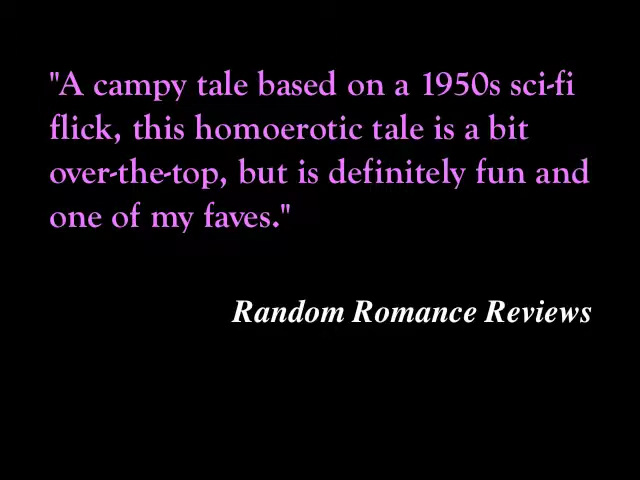 "A campy tale based on a 1950s sci-fi
flick, this homoerotic tale is a bit
over-the-top, but is definitely fun and
one of my faves."
Random Romance Reviews